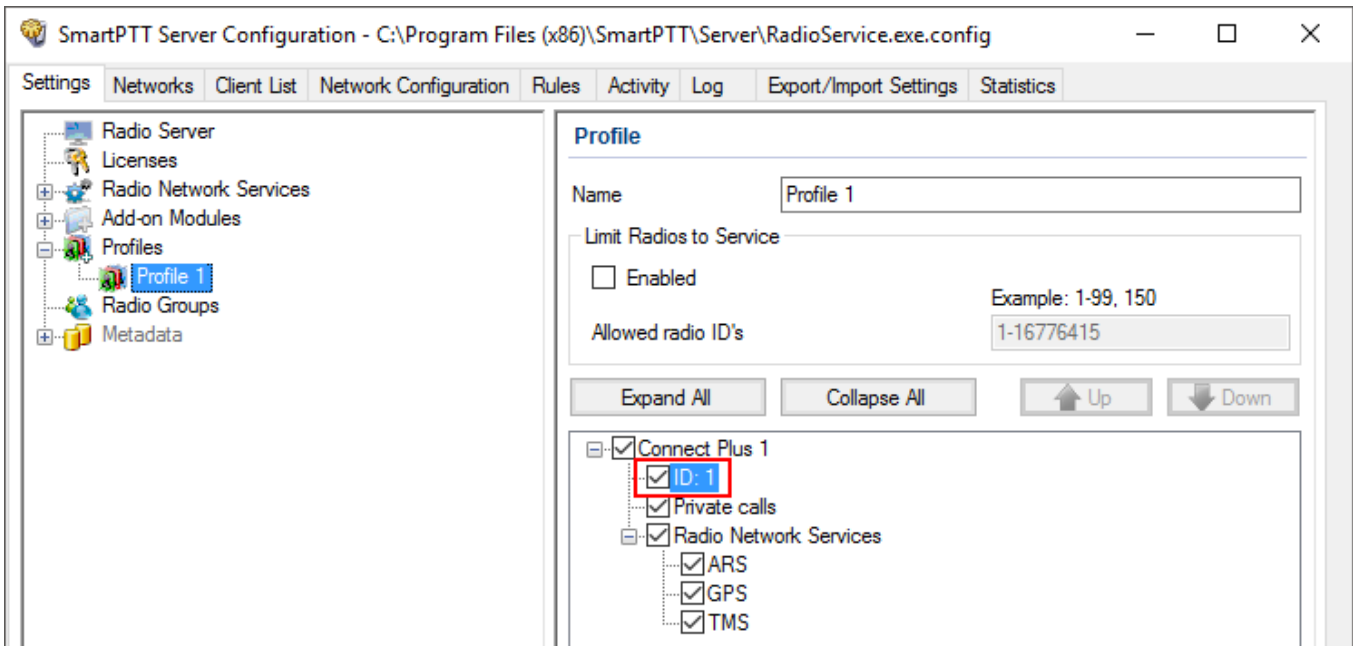 SmartPTT Server Configuration - C:\Program Files (x86)\SmartPTT\Server\RadioService.exe.config
Settings Networks Client List Network Configuration Rules Activity Log Export/Import Settings Statistics
Radio Server
Licenses
Radio Network Services
Add-on Modules
Profiles
Profile 1
Radio Groups
Metadata
Profile
Name Profile 1
Limit Radios to Service
Enabled
Example: 1-99, 150
Allowed radio ID's 1-16776415
Expand All Collapse All Up Down
Connect Plus 1
ID: 1
Private calls
Radio Network Services
ARS
GPS
TMS